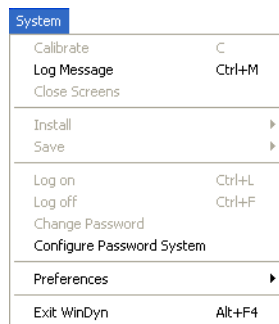 System
Calibrate C
Log Message Ctrl+M
Close Screens
Install
Save
Log on Ctrl+L
Log off Ctrl+F
Change Password
Configure Password System
Preferences
Exit WinDyn Alt+F4